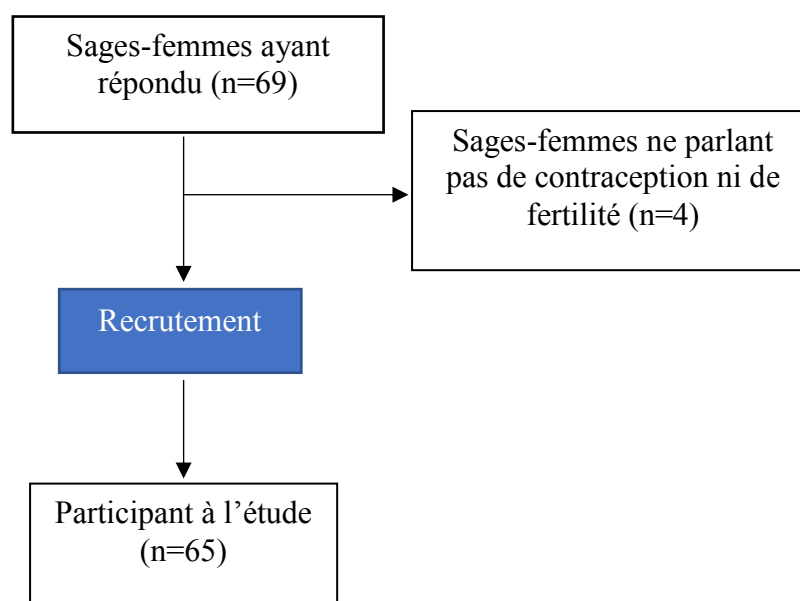 Sages-femmes ayant
répondu (n=69)
Sages-femmes ne parlant
pas de contraception ni de
fertilité (n=4)
Recrutement
Participant à l’étude
(n=65)